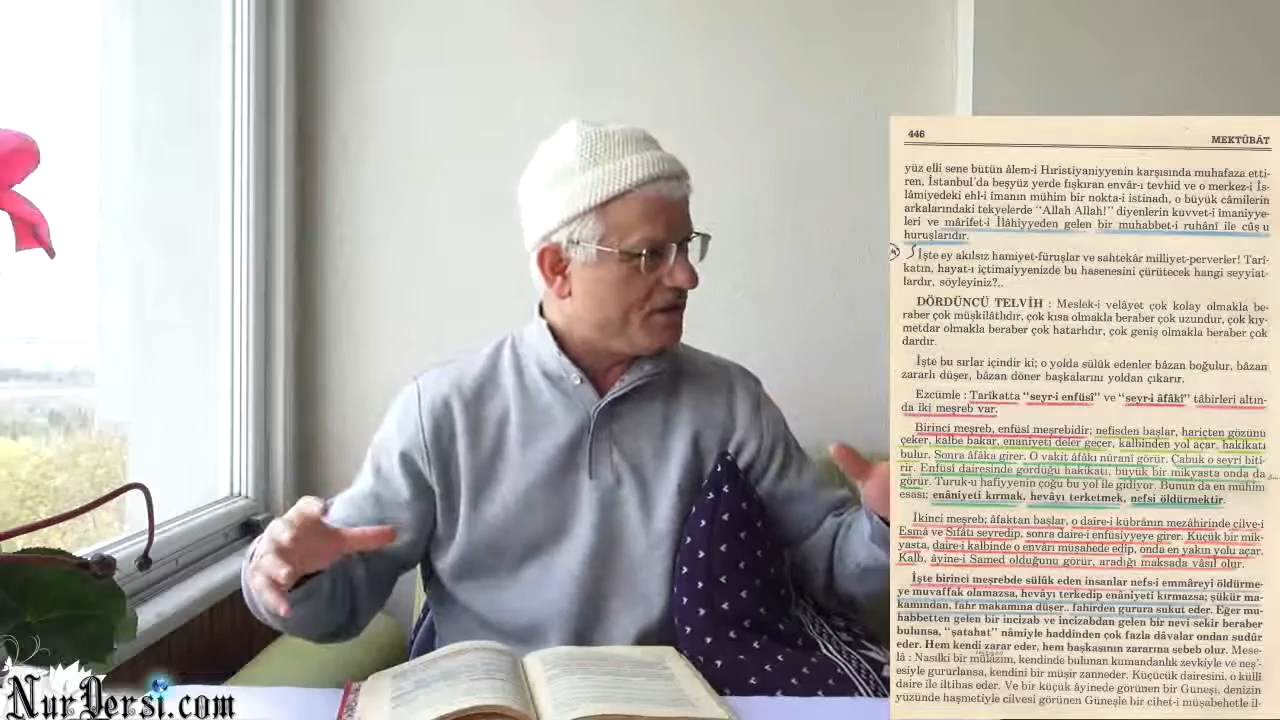 446
MEKTÛBÂT
yüz elli sene bütün âlem-i Hıristiyaniyyenin karşısında muhafaza etti-
ren, İstanbul'da beşyüz yerde fışkıran envâr-ı tevhid ve o merkez-i İs-
lâmiyedeki ehl-i imanın mühim bir nokta-i istinadı, o büyük câmilerin
arkalarındaki tekyelerde "Allah Allah!" diyenlerin kuvvet-i imaniyye-
leri ve mârifet-i İlâhiyyeden gelen bir muhabbet-i ruhânî ile cûş u
huruşlarıdır.
İşte ey akılsız hamiyet-füruşlar ve sahtekâr milliyet-perverler! Tarî-
katın, hayat-ı içtimaiyyenizde bu hasenesini çürütecek hangi seyyiat-
lardır, söyleyiniz?..
DÖRDÜNCÜ TELVİH : Meslek-i velâyet çok kolay olmakla be-
raber çok müşkilâtlıdır, çok kısa olmakla beraber çok uzundur, çok kıy-
metdar olmakla beraber çok hatarlıdır, çok geniş olmakla beraber çok
dardır.
İşte bu sırlar içindir ki; o yolda sülûk edenler bâzan boğulur, bâzan
zararlı düşer, bâzan döner başkalarını yoldan çıkarır.
Ezcümle : Tarîkatta "seyr-i enfüsî" ve "seyr-i âfâkî" tâbirleri altın-
da iki meşreb var.
Birinci meşreb, enfüsî meşrebidir; nefisden başlar, hariçten gözünü
çeker, kalbe bakar, enaniyeti deler geçer, kalbinden yol açar, hakikatı
bulur. Sonra âfâka girer. O vakit âfâkı nûranî görür. Çabuk o seyri biti-
rir. Enfüsî dairesinde gördüğü hakikatı, büyük bir mikyasta onda da
görür. Turuk-u hafiyyenin çoğu bu yol ile gidiyor. Bunun da en mühim
esası; enâniyeti kırmak, hevâyı terketmek, nefsi öldürmektir.
İkinci meşreb; âfaktan başlar, o daire-i kübrânın mezâhirinde cilve-i
Esmâ ve Sıfâtı seyredip, sonra daire-i enfüsiyyeye girer. Küçük bir mik-
yasta, daire-i kalbinde o envârı müşahede edip, onda en yakın yolu açar.
Kalb, âyine-i Samed olduğunu görür, aradığı maksada vâsıl olur.
İşte birinci meşrebde sülûk eden insanlar nefs-i emmâreyi öldürme-
ye muvaffak olamazsa, hevâyı terkedip enâniyeti kırmazsa; şükür ma-
kamından, fahr makamına düşer.. fahirden gurura sukut eder. Eğer mu-
habbetten gelen bir incizab ve incizabdan gelen bir nevi sekir beraber
bulunsa, "şatahat" nâmiyle haddinden çok fazla dâvalar ondan sudûr
eder. Hem kendi zarar eder, hem başkasının zararına sebeb olur. Mese-
lâ : Nasılki bir mülâzım, kendinde bulunan kumandanlık zevkiyle ve neş'-
esiyle gururlansa, kendini bir müşir zanneder. Küçücük dairesini, o küllî
daire ile iltibas eder. Ve bir küçük âyinede görünen bir Güneşi, denizin
yüzünde haşmetiyle cilvesi görünen Güneşle bir cihet-i müşabehetle il-
NurDersi.com